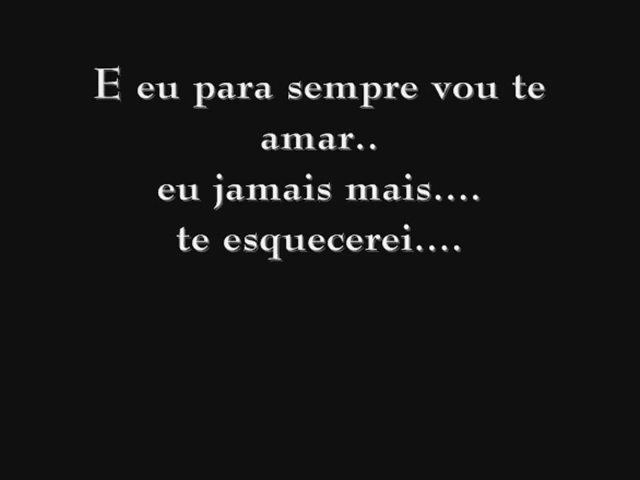 E eu para sempre vou te
amar..
eu jamais mais....
te esquecerei....